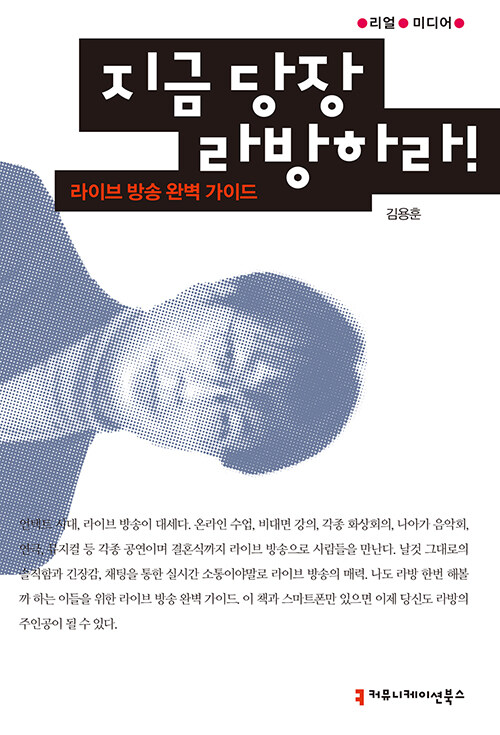 ●리얼● 미디어●
지금 당장
라방하라!
라이브 방송 완벽 가이드
김용훈
언택트 시대, 라이브 방송이 대세다. 온라인 수업, 비대면 강의, 각종 화상회의, 나아가 음악회,
연극, 뮤지컬 등 각종 공연이며 결혼식까지 라이브 방송으로 사람들을 만난다. 날것 그대로의
솔직함과 긴장감, 채팅을 통한 실시간 소통이야말로 라이브 방송의 매력. 나도 라방 한번 해볼
까 하는 이들을 위한 라이브 방송 완벽 가이드. 이 책과 스마트폰만 있으면 이제 당신도 라방의
주인공이 될 수 있다.
커뮤니케이션북스